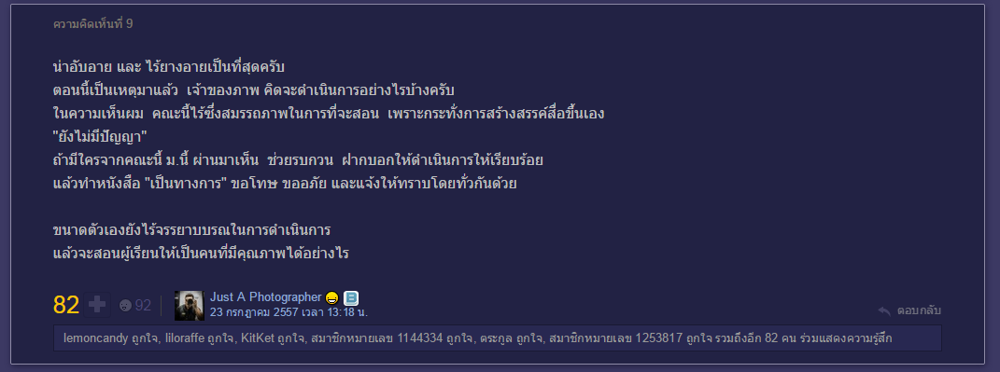 ความคิดเห็นที่ 9
น่าอับอาย และ ไร้ยางอายเป็นที่สุดครับ
ตอนนี้เป็นเหตุมาแล้ว เจ้าของภาพ คิดจะดำเนินการอย่างไรบ้างครับ
ในความเห็นผม คณะนี้ไร้ซึ่งสมรรถภาพในการที่จะสอน เพราะกระทั่งการสร้างสรรค์สื่อขึ้นเอง
"ยังไม่มีปัญญา"
ถ้ามีใครจากคณะนี้ ม.นี้ ผ่านมาเห็น ช่วยรบกวน ฝากบอกให้ดำเนินการให้เรียบร้อย
แล้วทำหนังสือ "เป็นทางการ" ขอโทษ ขออภัย และแจ้งให้ทราบโดยทั่วกันด้วย
ขนาดตัวเองยังไร้จรรยาบบรณในการดำเนินการ
แล้วจะสอนผู้เรียนให้เป็นคนที่มีคุณภาพได้อย่างไร
82 92 Just A Photographer
23 กรกฎาคม 2557 เวลา 13:18 น. ตอบกลับ
lemoncandy ถูกใจ, liloraffe ถูกใจ, KitKet ถูกใจ, สมาชิกหมายเลข 1144334 ถูกใจ, ตระกูล ถูกใจ, สมาชิกหมายเลข 1253817 ถูกใจ รวมถึงอีก 82 คน ร่วมแสดงความรู้สึก